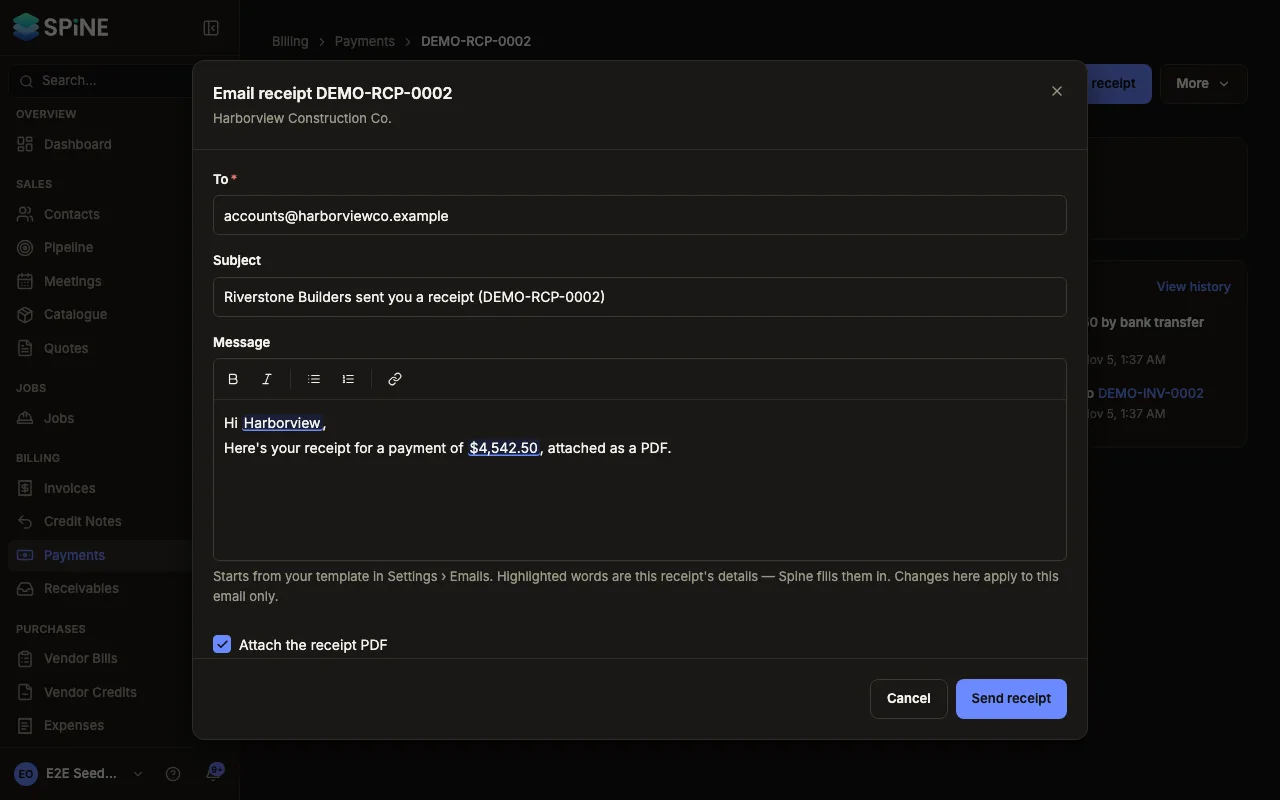 SPiNE
Billing > Payments > DEMO-RCP-0002
Search...
OVERVIEW
Dashboard
SALES
Contacts
Pipeline
Meetings
Catalogue
Quotes
JOBS
Jobs
BILLING
Invoices
Credit Notes
Payments
Receivables
PURCHASES
Vendor Bills
Vendor Credits
Expenses
EO E2E Seed...
9+
receipt
More
View history
by bank transfer
5, 1:37 AM
DEMO-INV-0002
5, 1:37 AM
Email receipt DEMO-RCP-0002
Harborview Construction Co.
To *
accounts@harborviewco.example
Subject
Riverstone Builders sent you a receipt (DEMO-RCP-0002)
Message
B I
Hi Harborview,
Here's your receipt for a payment of $4,542.50, attached as a PDF.
Starts from your template in Settings › Emails. Highlighted words are this receipt's details — Spine fills them in. Changes here apply to this
email only.
Attach the receipt PDF
Cancel
Send receipt